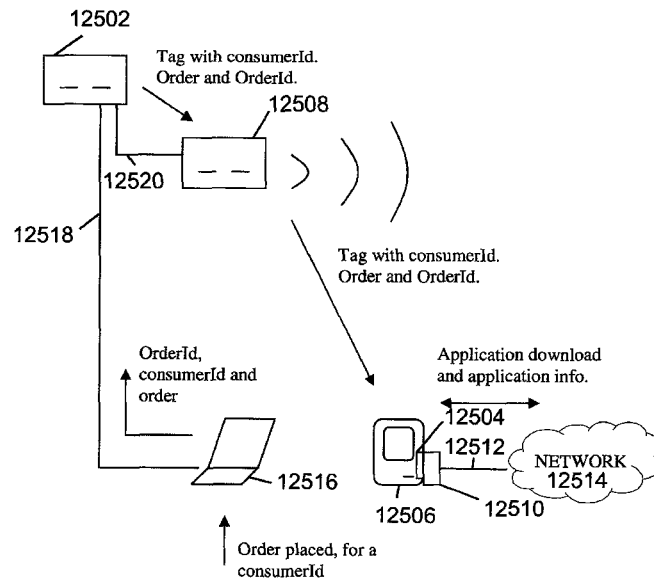 12502
Tag with consumerId.
Order and OrderId.
12508
12520
12518
Tag with consumerId.
Order and OrderId.
OrderId,
consumerId and
order
Application download
and application info.
12504
12512
NETWORK
12514
12516
12506
12510
Order placed, for a
consumerId